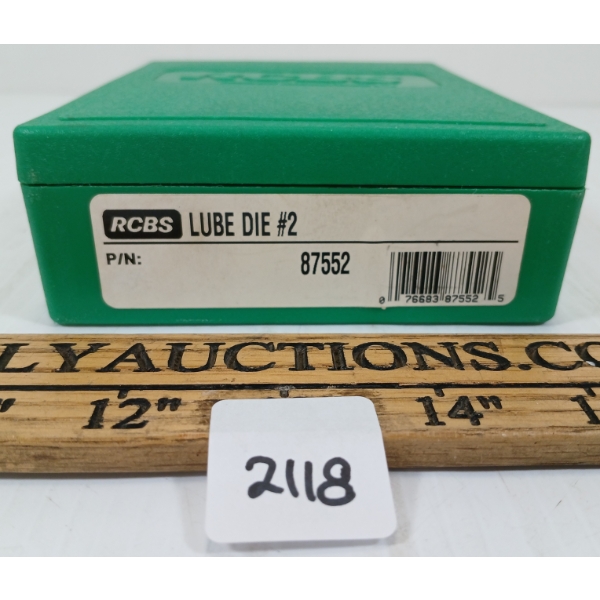 RCBS LUBE DIE #2
P/N: 87552
0 76683 87552 5
LYAUCTIONS.CO
12" 14"
2118